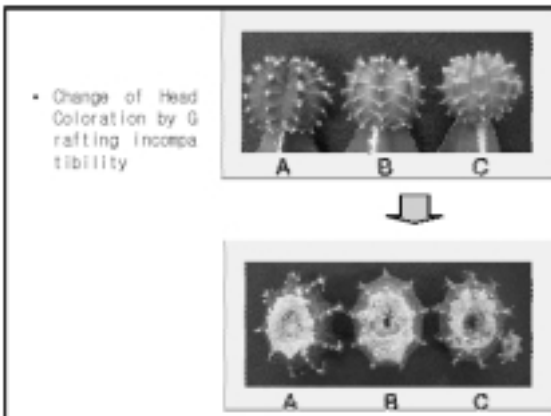 • Change of Head
Coloration by G
rafting incompa
tibility
A B C
A B C